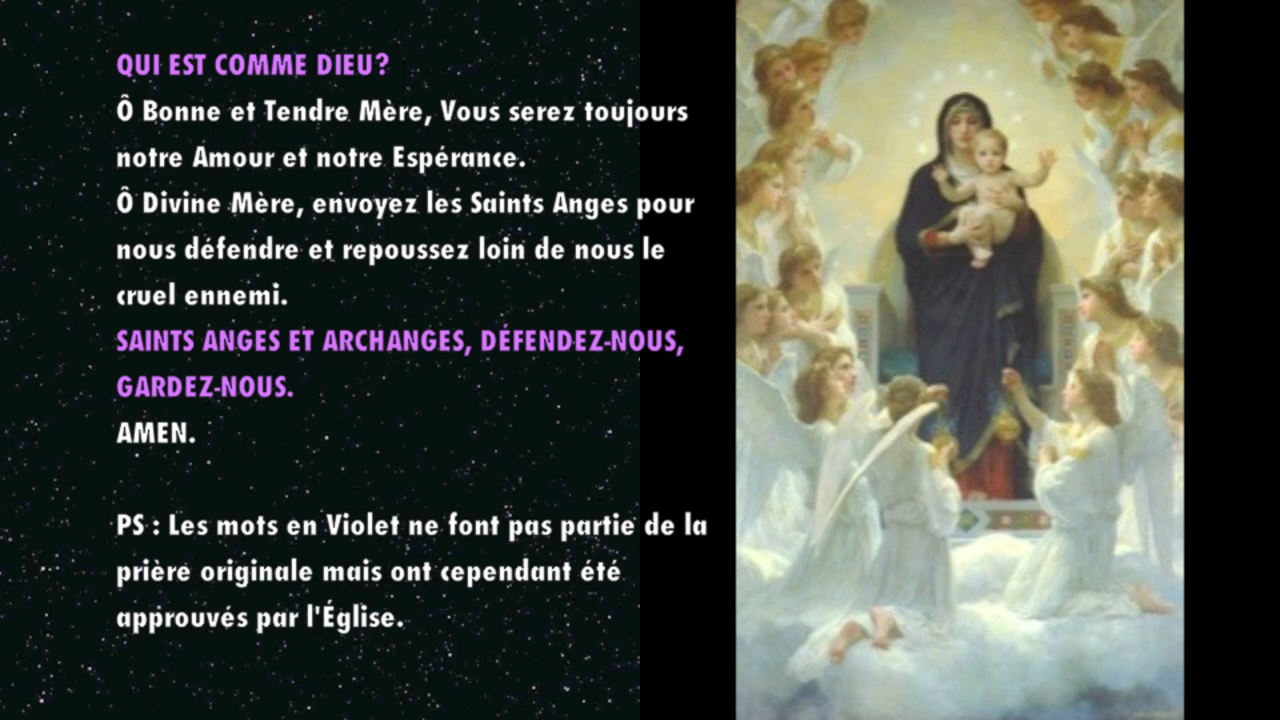 QUI EST COMME DIEU?
Ô Bonne et Tendre Mère, Vous serez toujours
notre Amour et notre Espérance.
Ô Divine Mère, envoyez les Saints Anges pour
nous défendre et repoussez loin de nous le
cruel ennemi.
SAINTS ANGES ET ARCHANGES, DÉFENDEZ-NOUS,
GARDEZ-NOUS.
AMEN.
PS : Les mots en Violet ne font pas partie de la
prière originale mais ont cependant été
approuvés par l'Église.